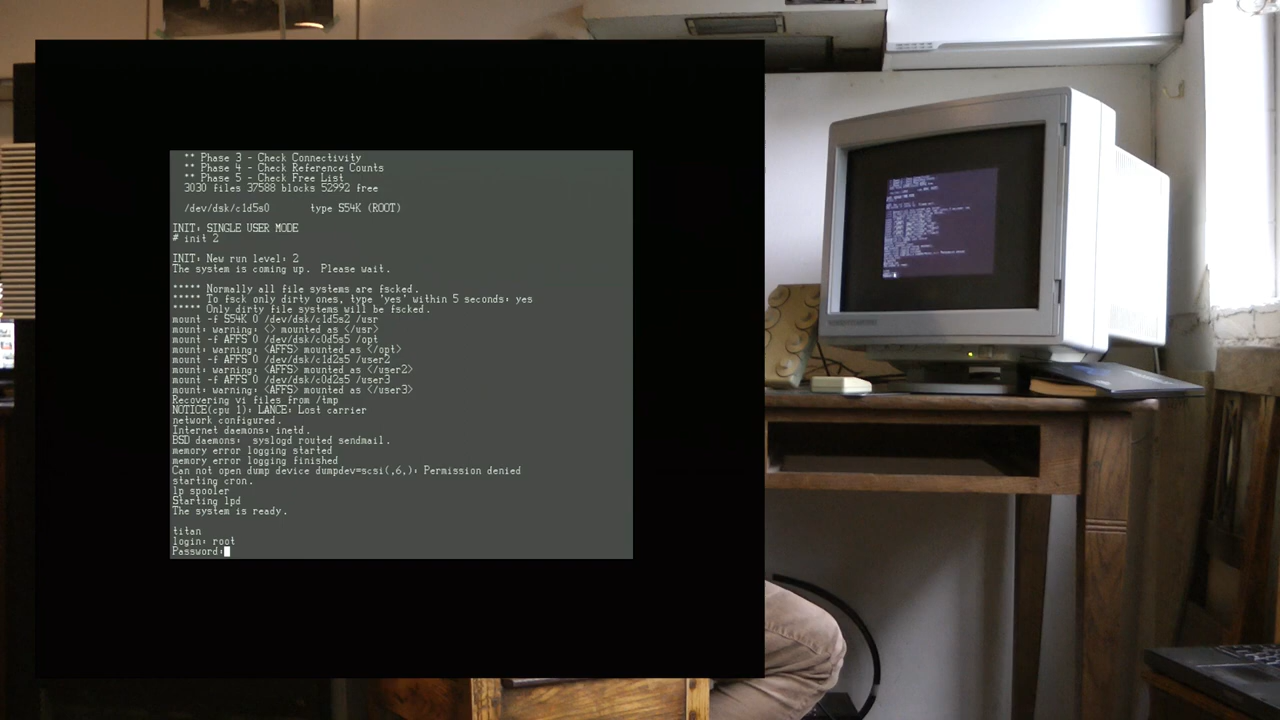 ** Phase 3 - Check Connectivity
** Phase 4 - Check Reference Counts
** Phase 5 - Check Free List
3030 files 37588 blocks 52992 free
/dev/dsk/c1d5s0 type S54K (ROOT)
INIT: SINGLE USER MODE
# init 2
INIT: New run level: 2
The system is coming up. Please wait.
***** Normally all file systems are fscked.
***** To fsck only dirty ones, type 'yes' within 5 seconds: yes
***** Only dirty file systems will be fscked.
mount -f S54K 0 /dev/dsk/c1d5s2 /usr
mount: warning: <> mounted as </usr>
mount -f AFFS 0 /dev/dsk/c0d5s5 /opt
mount: warning: <AFFS> mounted as </opt>
mount -f AFFS 0 /dev/dsk/c1d2s5 /user2
mount: warning: <AFFS> mounted as </user2>
mount -f AFFS 0 /dev/dsk/c0d2s5 /user3
mount: warning: <AFFS> mounted as </user3>
Recovering vi files from /tmp
NOTICE(cpu 1): LANCE: Lost carrier
network configured.
Internet daemons: inetd.
BSD daemons: syslogd routed sendmail.
memory error logging started
memory error logging finished
Can not open dump device dumpdev=scsi(,6,): Permission denied
starting cron.
lp spooler
Starting lpd
The system is ready.
titan
login: root
Password: